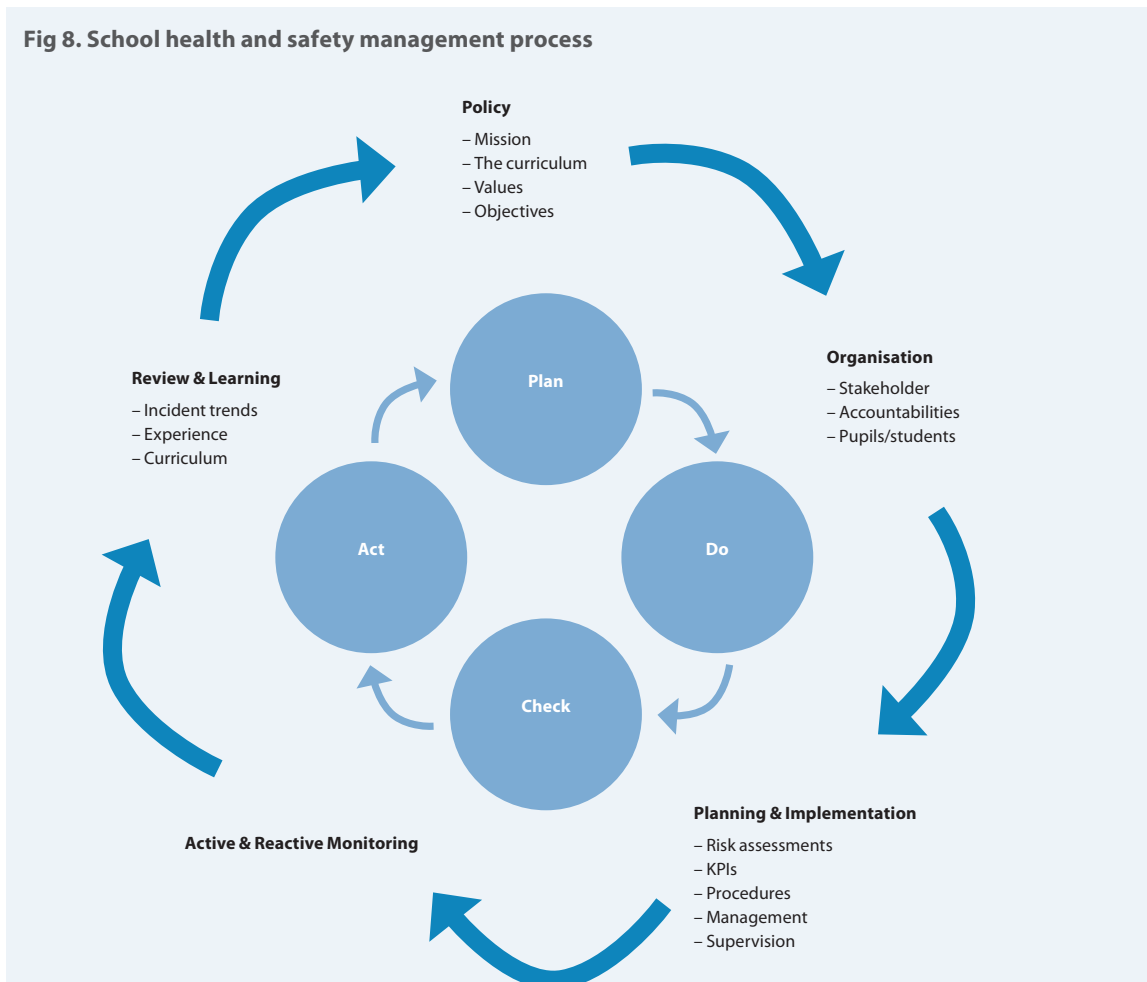 Fig 8. School health and safety management process
Policy
– Mission
– The curriculum
– Values
– Objectives
Organisation
– Stakeholder
– Accountabilities
– Pupils/students
Planning & Implementation
– Risk assessments
– KPIs
– Procedures
– Management
– Supervision
Active & Reactive Monitoring
Review & Learning
– Incident trends
– Experience
– Curriculum
Plan
Do
Check
Act